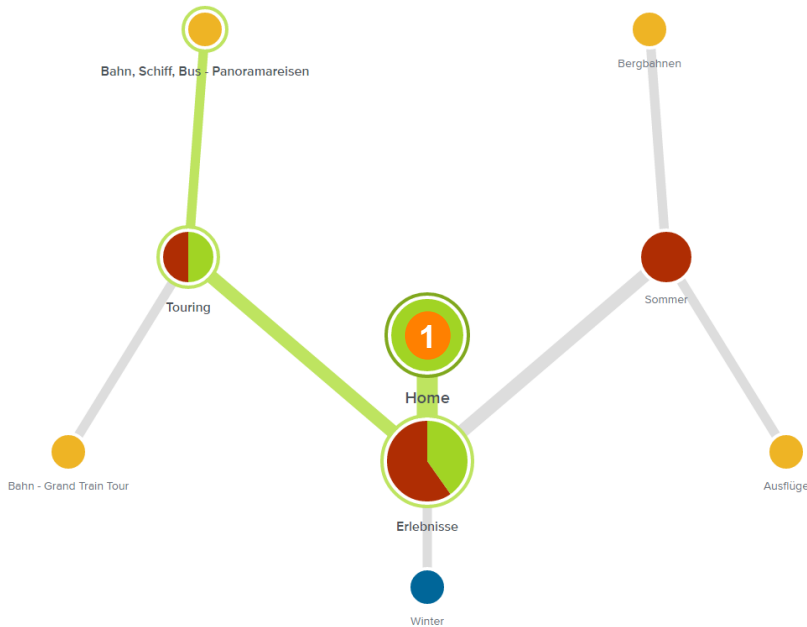 Bahn, Schiff, Bus - Panoramareisen
Bergbahnen
Touring
Sommer
1
Home
Bahn - Grand Train Tour
Ausflüge
Erlebnisse
Winter